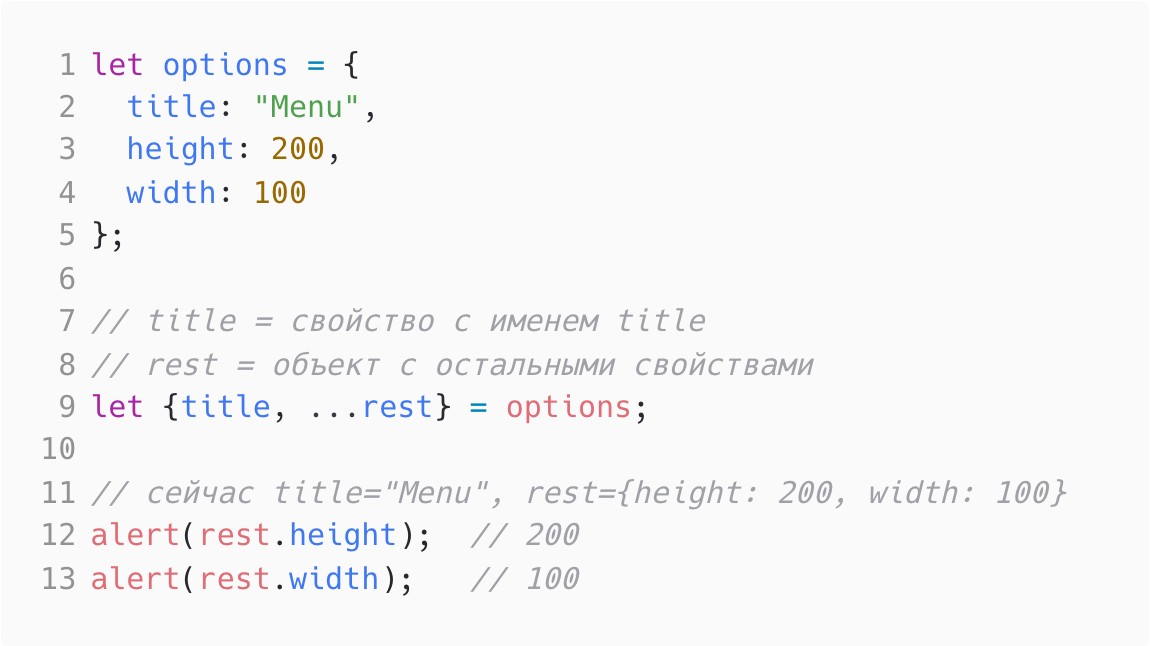 1 let options = {
2   title: "Menu",
3   height: 200,
4   width: 100
5 };
6
7 // title = свойство с именем title
8 // rest = объект с остальными свойствами
9 let {title, ...rest} = options;
10
11 // сейчас title="Menu", rest={height: 200, width: 100}
12 alert(rest.height);  // 200
13 alert(rest.width);   // 100